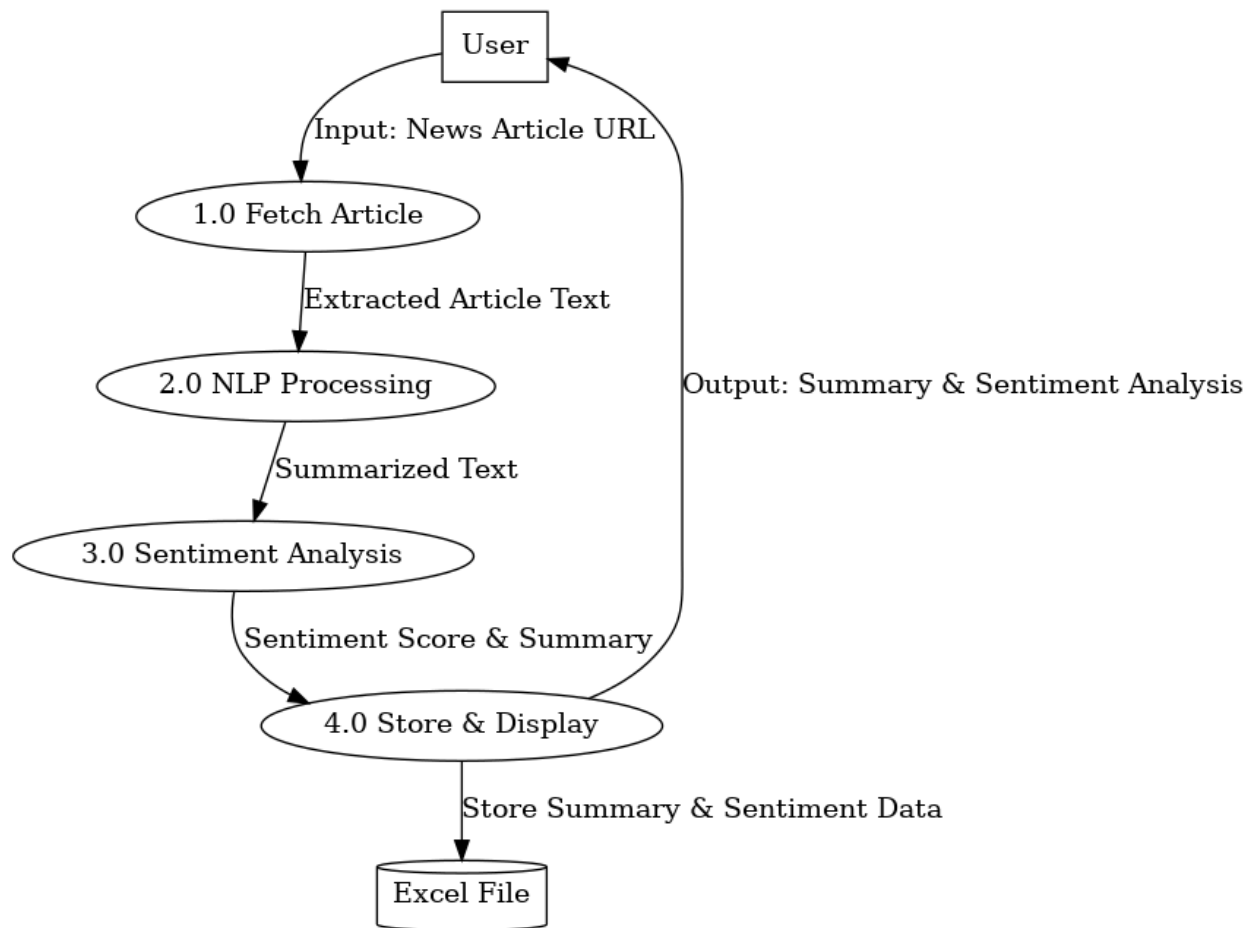 User
Input: News Article URL
1.0 Fetch Article
Extracted Article Text
2.0 NLP Processing
Output: Summary & Sentiment Analysis
Summarized Text
3.0 Sentiment Analysis
Sentiment Score & Summary
4.0 Store & Display
Store Summary & Sentiment Data
Excel File